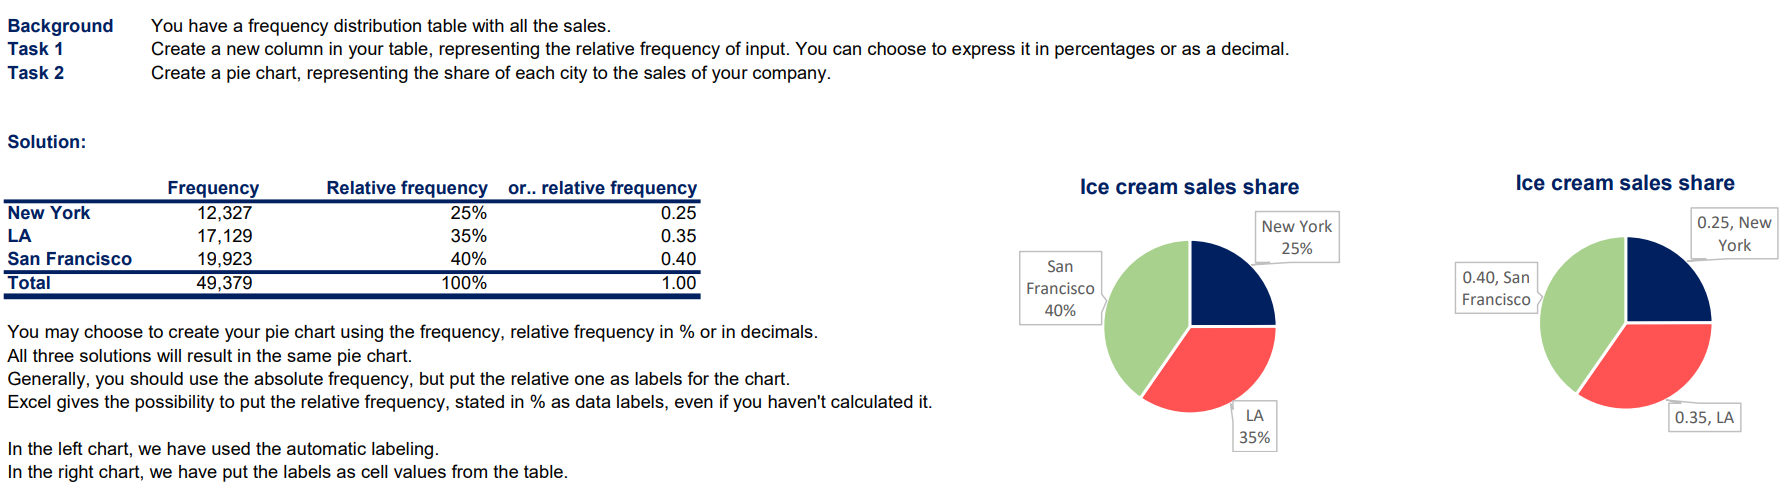 Background You have a frequency distribution table with all the sales.
Task 1 Create a new column in your table, representing the relative frequency of input. You can choose to express it in percentages or as a decimal.
Task 2 Create a pie chart, representing the share of each city to the sales of your company.
Solution:
Frequency Relative frequency or.. relative frequency
New York 12,327 25% 0.25
LA 17,129 35% 0.35
San Francisco 19,923 40% 0.40
Total 49,379 100% 1.00
You may choose to create your pie chart using the frequency, relative frequency in % or in decimals.
All three solutions will result in the same pie chart.
Generally, you should use the absolute frequency, but put the relative one as labels for the chart.
Excel gives the possibility to put the relative frequency, stated in % as data labels, even if you haven't calculated it.
In the left chart, we have used the automatic labeling.
In the right chart, we have put the labels as cell values from the table.
Ice cream sales share
New York
25%
San
Francisco
40%
LA
35%
Ice cream sales share
0.25, New
York
0.40, San
Francisco
0.35, LA